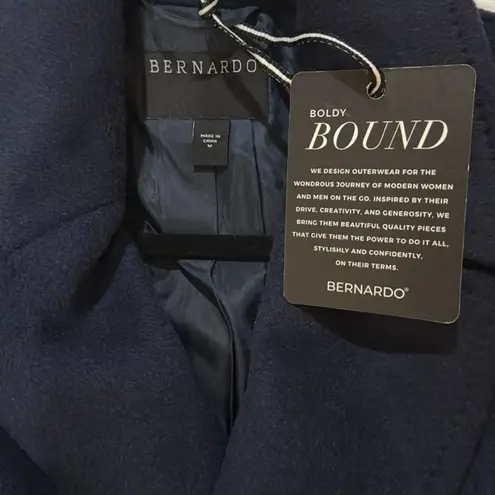 BERNARDO
MADE IN
CHINA
M
BOLDY
BOUND
WE DESIGN OUTERWEAR FOR THE
WONDROUS JOURNEY OF MODERN WOMEN
AND MEN ON THE GO. INSPIRED BY THEIR
DRIVE, CREATIVITY, AND GENEROSITY, WE
BRING THEM BEAUTIFUL QUALITY PIECES
THAT GIVE THEM THE POWER TO DO IT ALL,
STYLISHLY AND CONFIDENTLY,
ON THEIR TERMS.
BERNARDO®